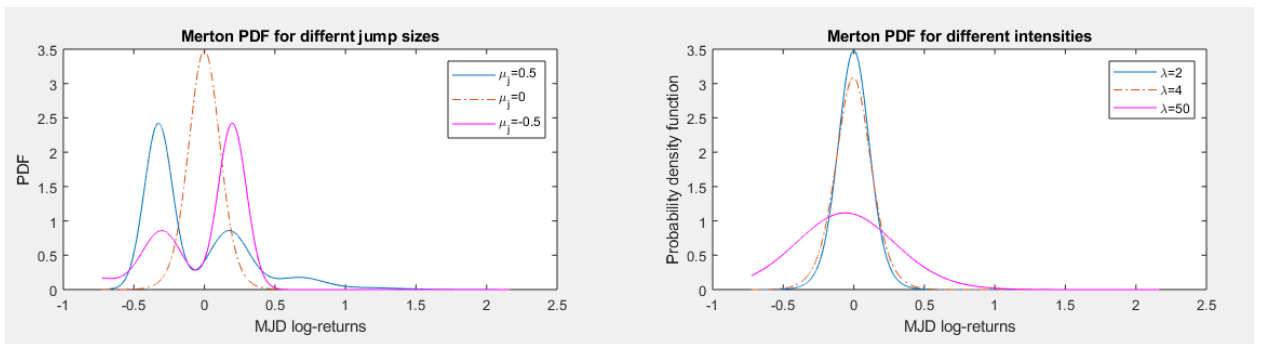 Merton PDF for differnt jump sizes
3.5
3
2.5
2
1.5
1
0.5
0
PDF
-1
-0.5
0
0.5
1
1.5
2
2.5
MJD log-returns
μj=0.5
μj=0
μj=-0.5
Merton PDF for different intensities
3.5
3
2.5
2
1.5
1
0.5
0
Probability density function
-1
-0.5
0
0.5
1
1.5
2
2.5
MJD log-returns
λ=2
λ=4
λ=50